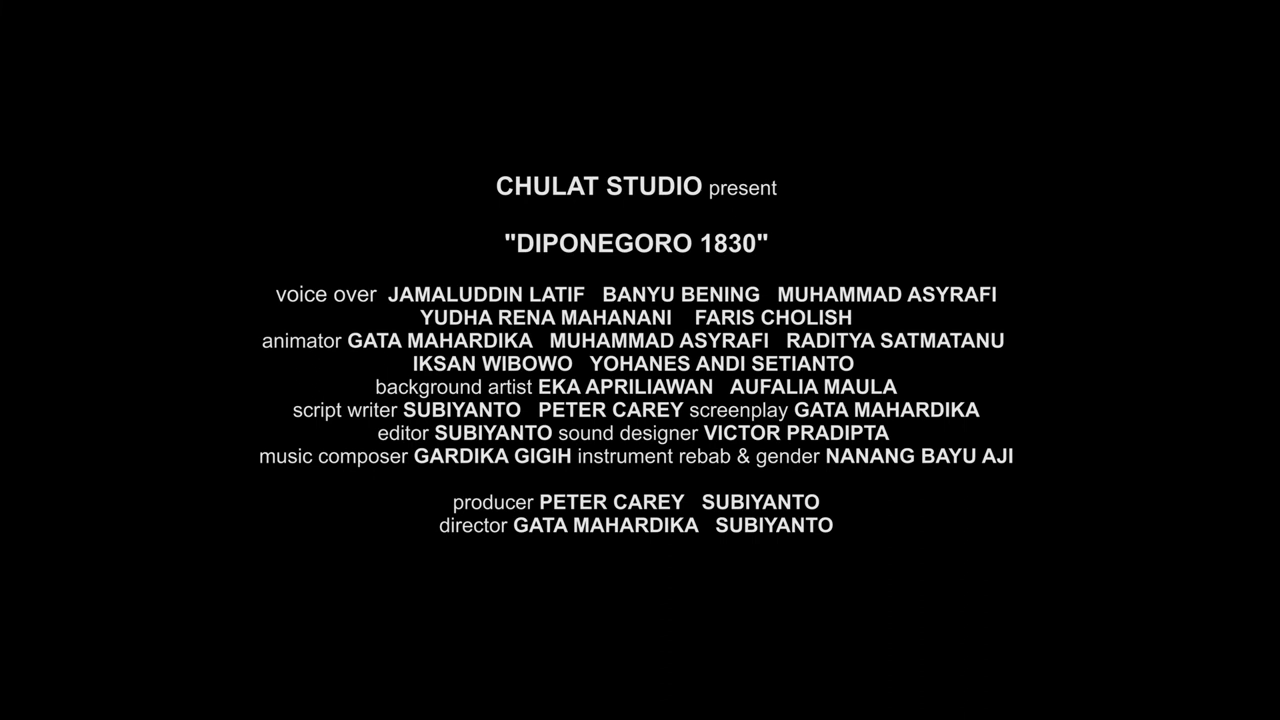 CHULAT STUDIO present
"DIPONEGORO 1830"
voice over JAMALUDDIN LATIF BANYU BENING MUHAMMAD ASYRAFI
YUDHA RENA MAHANANI FARIS CHOLISH
animator GATA MAHARDIKA MUHAMMAD ASYRAFI RADITYA SATMATANU
IKSAN WIBOWO YOHANES ANDI SETIANTO
background artist EKA APRILIAWAN AUFALIA MAULA
script writer SUBIYANTO PETER CAREY screenplay GATA MAHARDIKA
editor SUBIYANTO sound designer VICTOR PRADIPTA
music composer GARDIKA GIGIH instrument rebab & gender NANANG BAYU AJI
producer PETER CAREY SUBIYANTO
director GATA MAHARDIKA SUBIYANTO